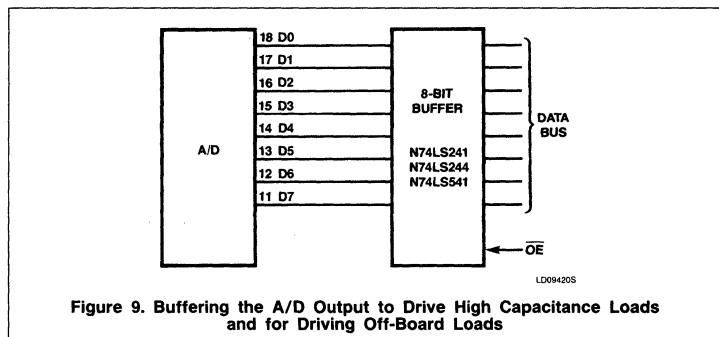 18 D0
17 D1
16 D2
15 D3
14 D4
13 D5
12 D6
11 D7
A/D
8-BIT
BUFFER
N74LS241
N74LS244
N74LS541
DATA
BUS
OE
LD09420S
Figure 9. Buffering the A/D Output to Drive High Capacitance Loads
and for Driving Off-Board Loads